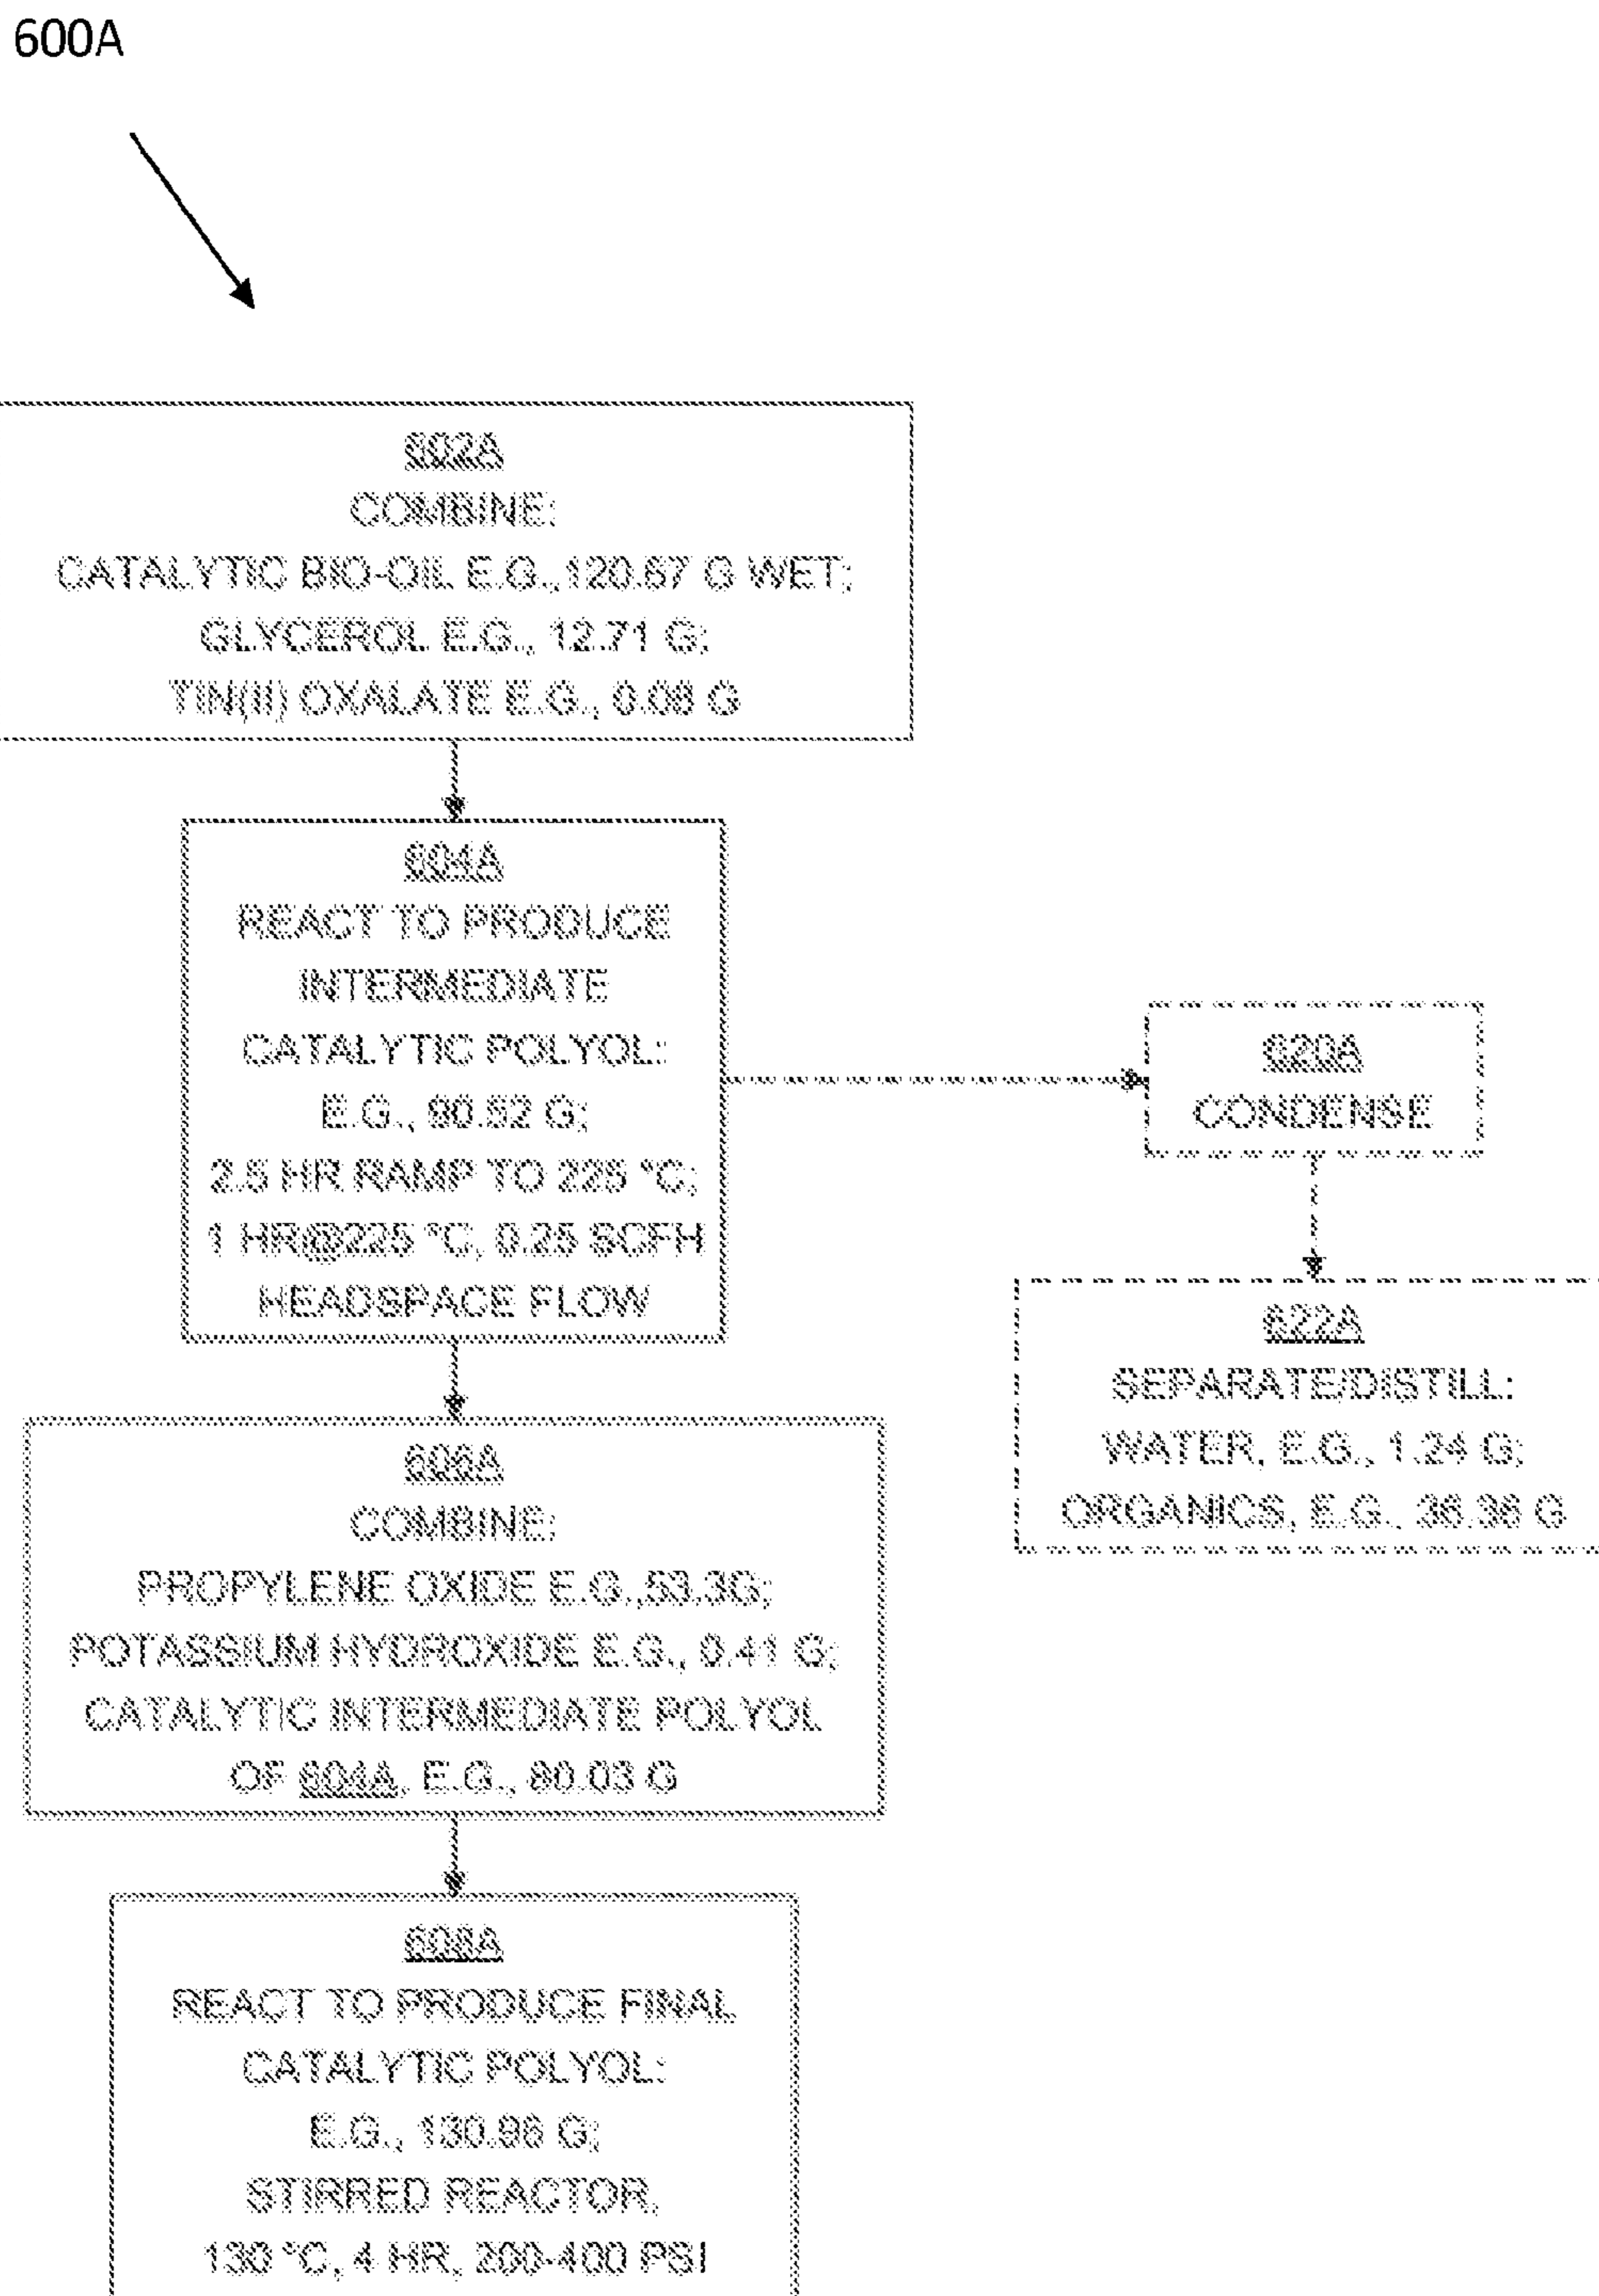 600A
602A
COMBINE:
CATALYTIC BIO-OIL E.G.,120.67 G WET;
GLYCEROL E.G., 12.71 G;
TIN(II) OXALATE E.G., 0.08 G
604A
REACT TO PRODUCE
INTERMEDIATE
CATALYTIC POLYOL:
E.G., 90.52 G;
2.5 HR RAMP TO 225 °C;
1 HR@225 °C, 0.25 SCFH
HEADSPACE FLOW
620A
CONDENSE
622A
SEPARATE/DISTILL:
WATER, E.G., 1.24 G;
ORGANICS, E.G., 36.36 G
606A
COMBINE:
PROPYLENE OXIDE E.G.,53.3G;
POTASSIUM HYDROXIDE E.G., 0.41 G;
CATALYTIC INTERMEDIATE POLYOL
OF 604A, E.G., 80.03 G
608A
REACT TO PRODUCE FINAL
CATALYTIC POLYOL:
E.G., 130.96 G;
STIRRED REACTOR,
130 °C, 4 HR, 200-400 PSI